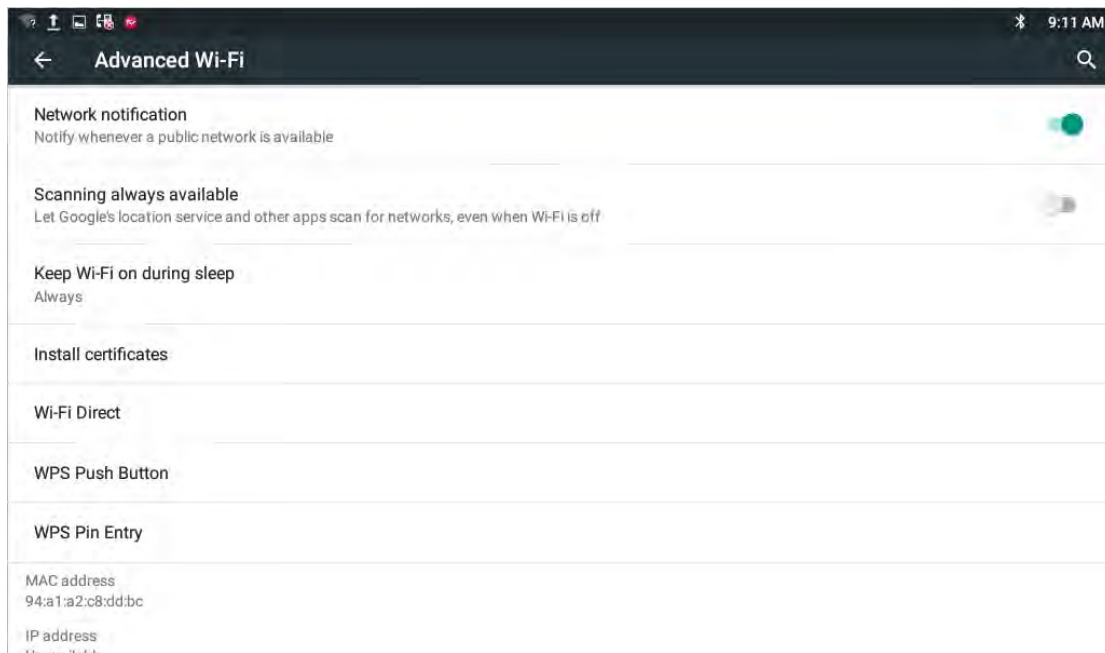 9:11 AM
Advanced Wi-Fi
Network notification
Notify whenever a public network is available
Scanning always available
Let Google's location service and other apps scan for networks, even when Wi-Fi is off
Keep Wi-Fi on during sleep
Always
Install certificates
Wi-Fi Direct
WPS Push Button
WPS Pin Entry
MAC address
94:a1:a2:c8:dd:bc
IP address